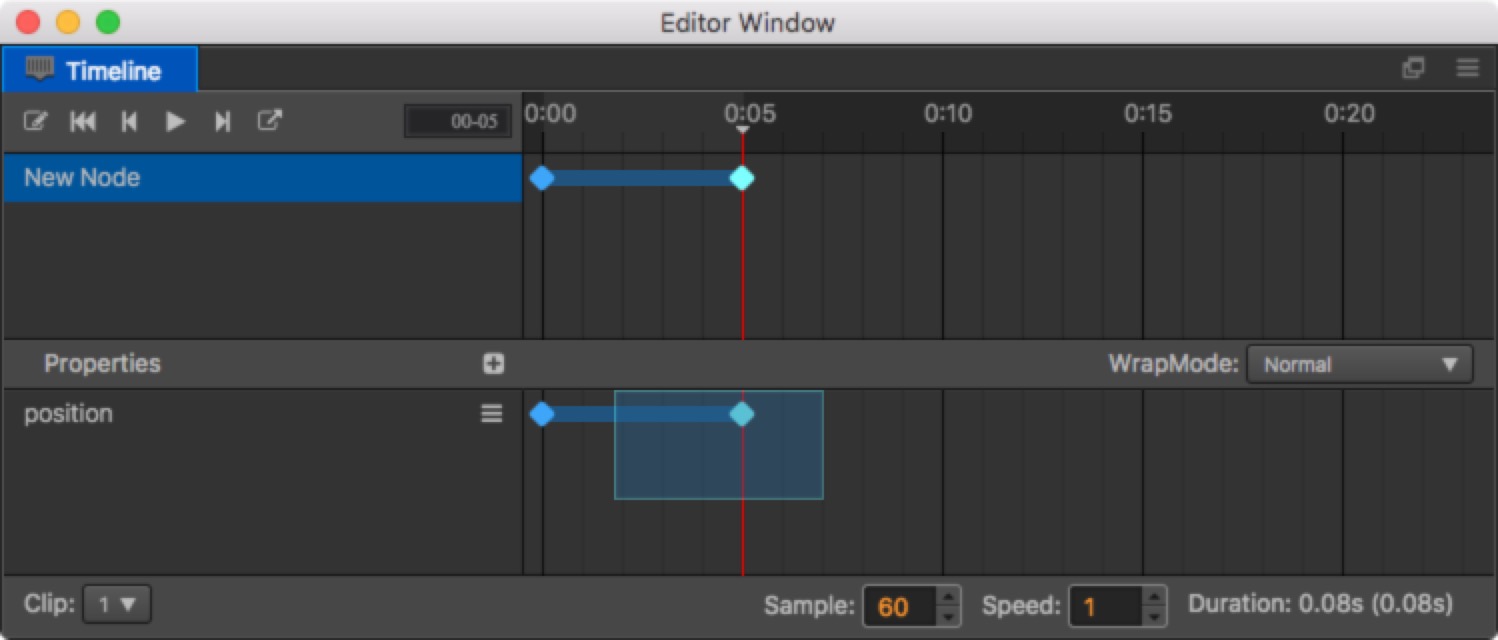 Editor Window
Timeline
00-05
0:00 0:05 0:10 0:15 0:20
New Node
Properties WrapMode: Normal
position
Clip: 1 Sample: 60 Speed: 1 Duration: 0.08s (0.08s)